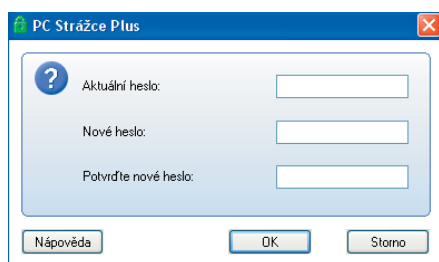 PC Strážce Plus
Aktuální heslo:
Nové heslo:
Potvrďte nové heslo:
Nápověda OK Storno